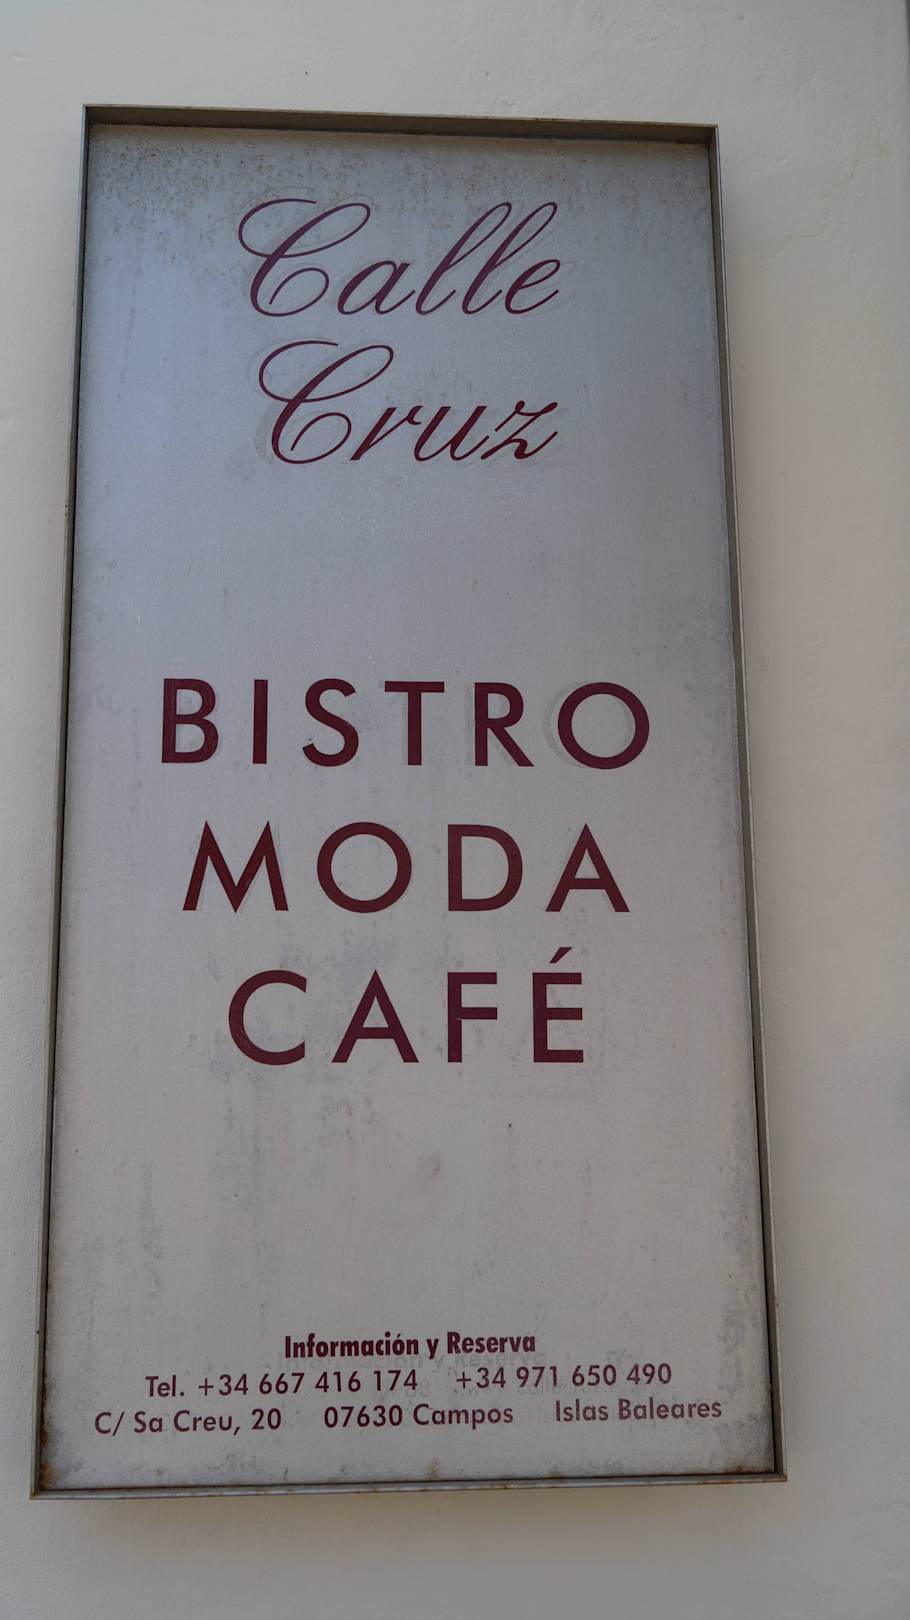 Calle
Cruz
BISTRO
MODA
CAFÉ
Información y Reserva
Tel. +34 667 416 174 +34 971 650 490
C/ Sa Creu, 20 07630 Campos Islas Baleares